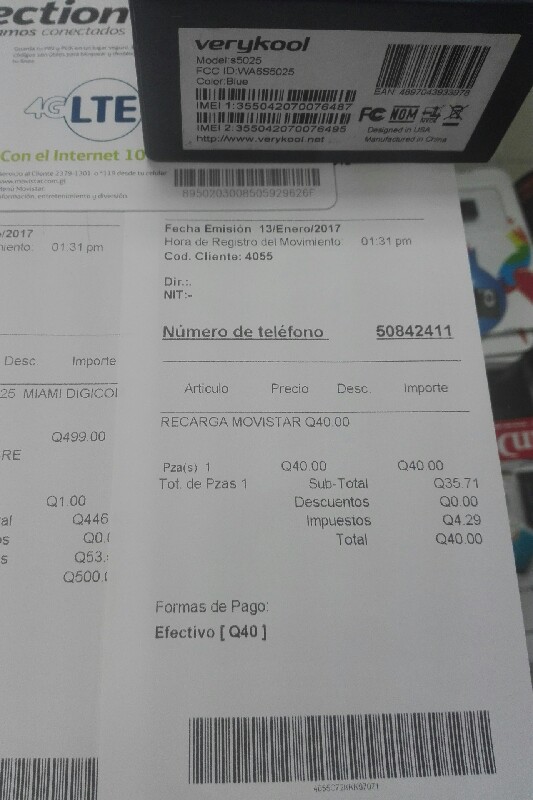 ection
amos conectados
4G LTE
Con el Internet 10
verykool
Model:s5025
FCC ID:WA6S5025
Color:Blue
IMEI 1:355042070076487
IMEI 2:355042070076495
http://www.verykool.net
FC NOM
Designed in USA
Manufactured in China
8950203008505929626F
Fecha Emisión 13/Enero/2017
Hora de Registro del Movimiento: 01:31 pm
Cod. Cliente: 4055
Dir.:.
NIT:-
Número de teléfono 50842411
Articulo Precio Desc. Importe
RECARGA MOVISTAR Q40.00
Pza(s) 1 Q40.00 Q40.00
Tot. de Pzas 1 Sub-Total Q35.71
Descuentos Q0.00
Impuestos Q4.29
Total Q40.00
Formas de Pago:
Efectivo [ Q40 ]
o/2017
iento: 01:31 pm
Desc. Importe
25 MIAMI DIGICOI
Q499.00
RE
Q1.00
al Q446
os Q0.
s Q53.
Q500.